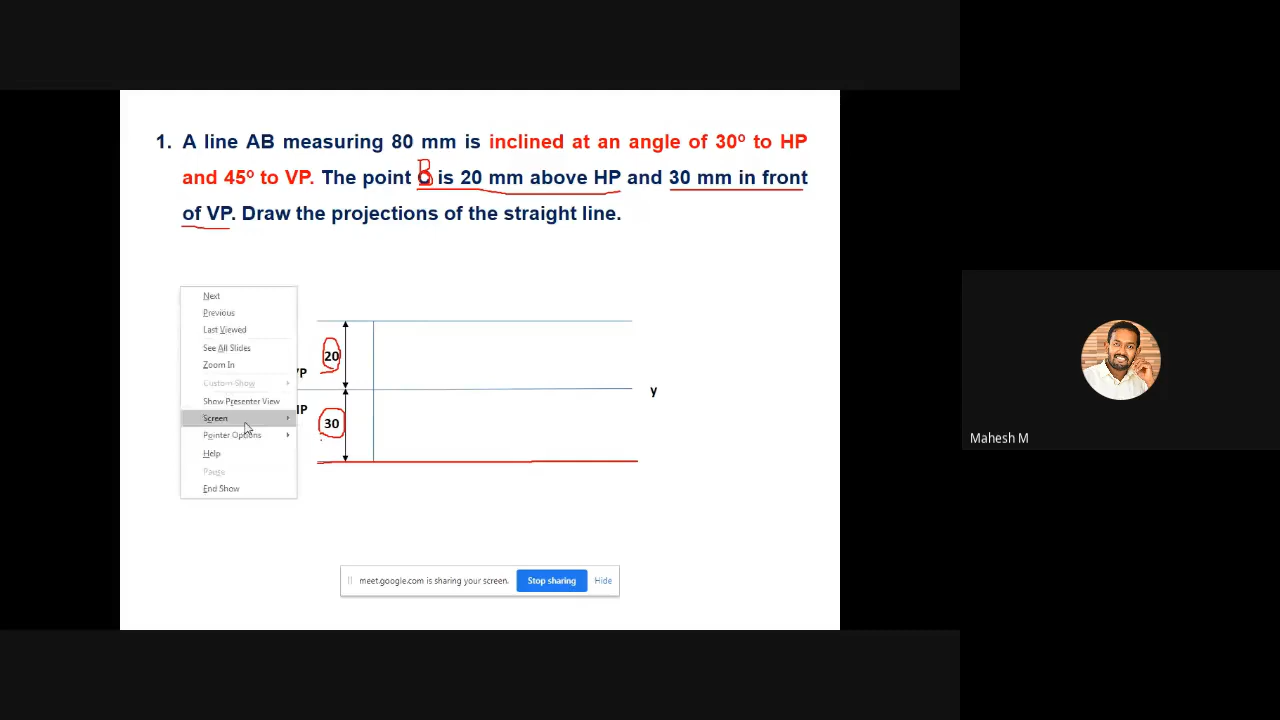 1. A line AB measuring 80 mm is inclined at an angle of 30º to HP
and 45º to VP. The point B is 20 mm above HP and 30 mm in front
of VP. Draw the projections of the straight line.
Next
Previous
Last Viewed
See All Slides
Zoom In
Custom Show
Show Presenter View
Screen
Pointer Options
Help
Pause
End Show
20
VP
HP
30
y
Mahesh M
meet.google.com is sharing your screen. Stop sharing Hide